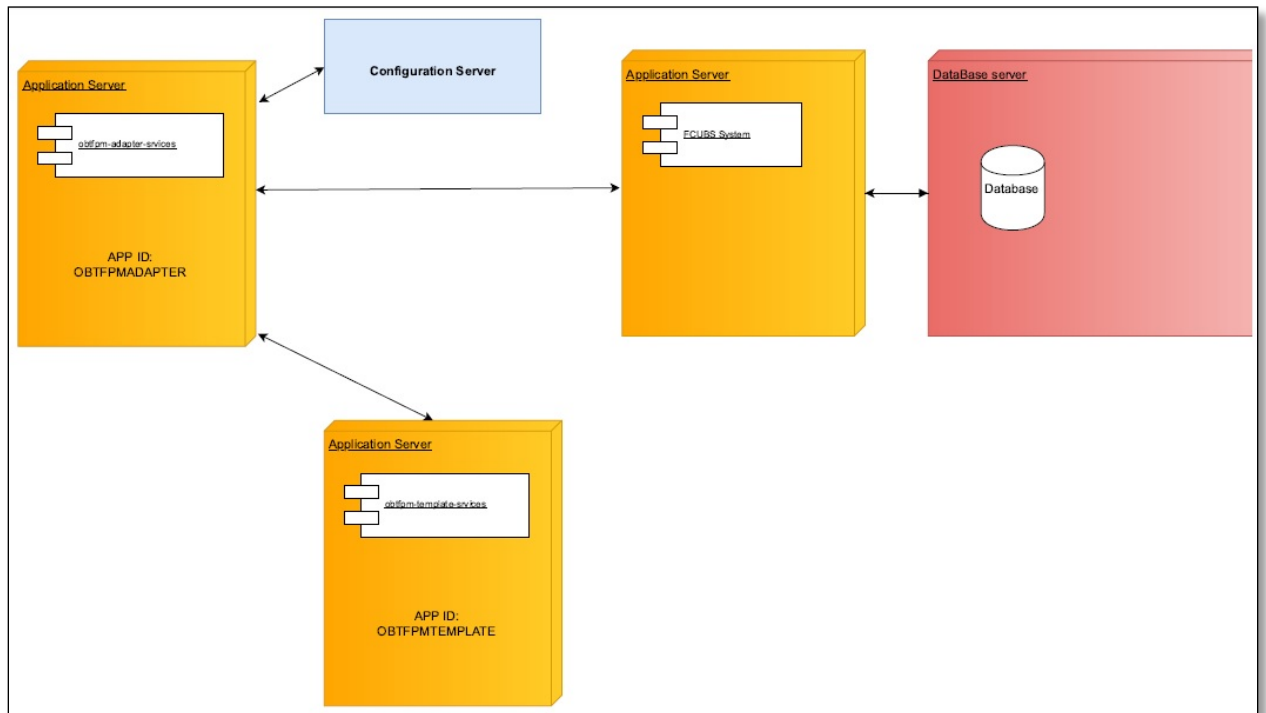 Configuration Server
Application Server
obtfpm-adapter-srvices
APP ID:
OBTFPMADAPTER
Application Server
FCUBS System
DataBase server
Database
Application Server
obtfpm-template-srvices
APP ID:
OBTFPMTEMPLATE